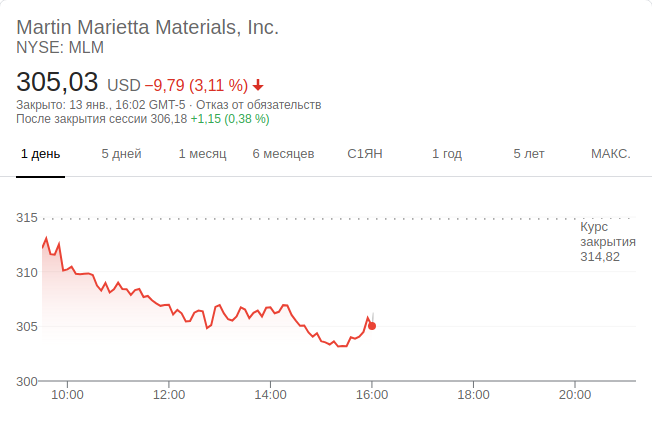 Martin Marietta Materials, Inc.
NYSE: MLM
305,03 USD −9,79 (3,11 %)
Закрыто: 13 янв., 16:02 GMT-5 · Отказ от обязательств
После закрытия сессии 306,18 +1,15 (0,38 %)
1 день 5 дней 1 месяц 6 месяцев С1ЯН 1 год 5 лет МАКС.
315
Курс
закрытия
314,82
310
305
300
10:00 12:00 14:00 16:00 18:00 20:00